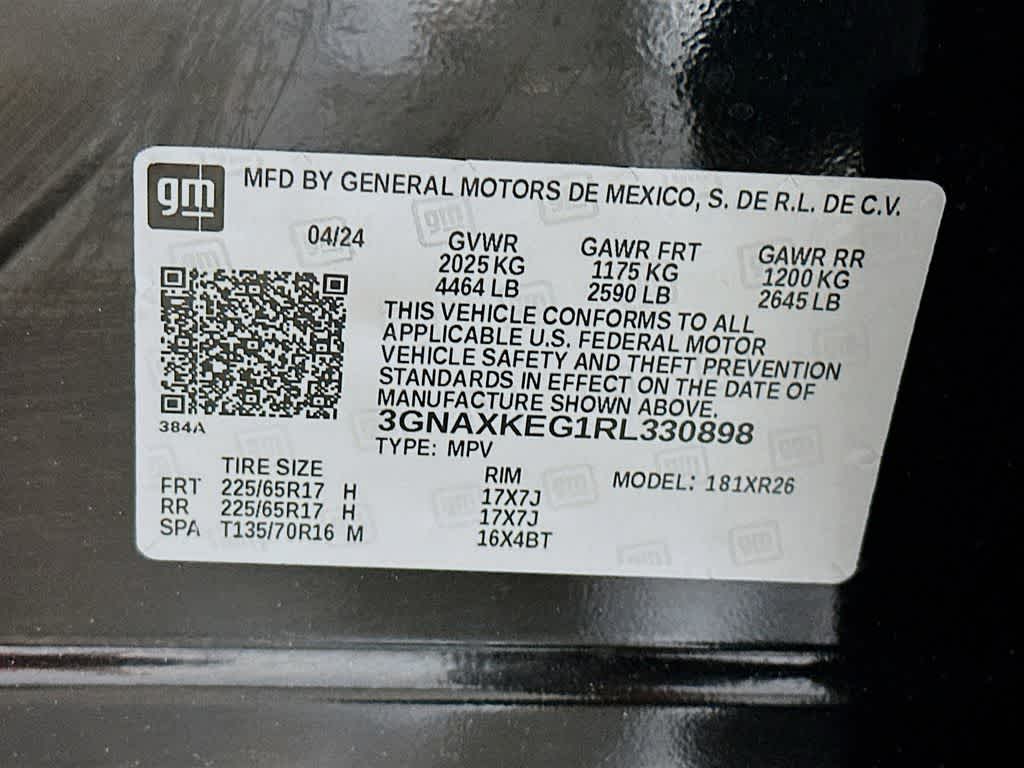 gm MFD BY GENERAL MOTORS DE MEXICO, S. DE R.L. DE C.V.
04/24 GVWR GAWR FRT GAWR RR
2025 KG 1175 KG 1200 KG
4464 LB 2590 LB 2645 LB
THIS VEHICLE CONFORMS TO ALL
APPLICABLE U.S. FEDERAL MOTOR
VEHICLE SAFETY AND THEFT PREVENTION
STANDARDS IN EFFECT ON THE DATE OF
MANUFACTURE SHOWN ABOVE.
384A 3GNAXKEG1RL330898
TYPE: MPV
TIRE SIZE RIM MODEL: 181XR26
FRT 225/65R17 H 17X7J
RR 225/65R17 H 17X7J
SPA T135/70R16 M 16X4BT